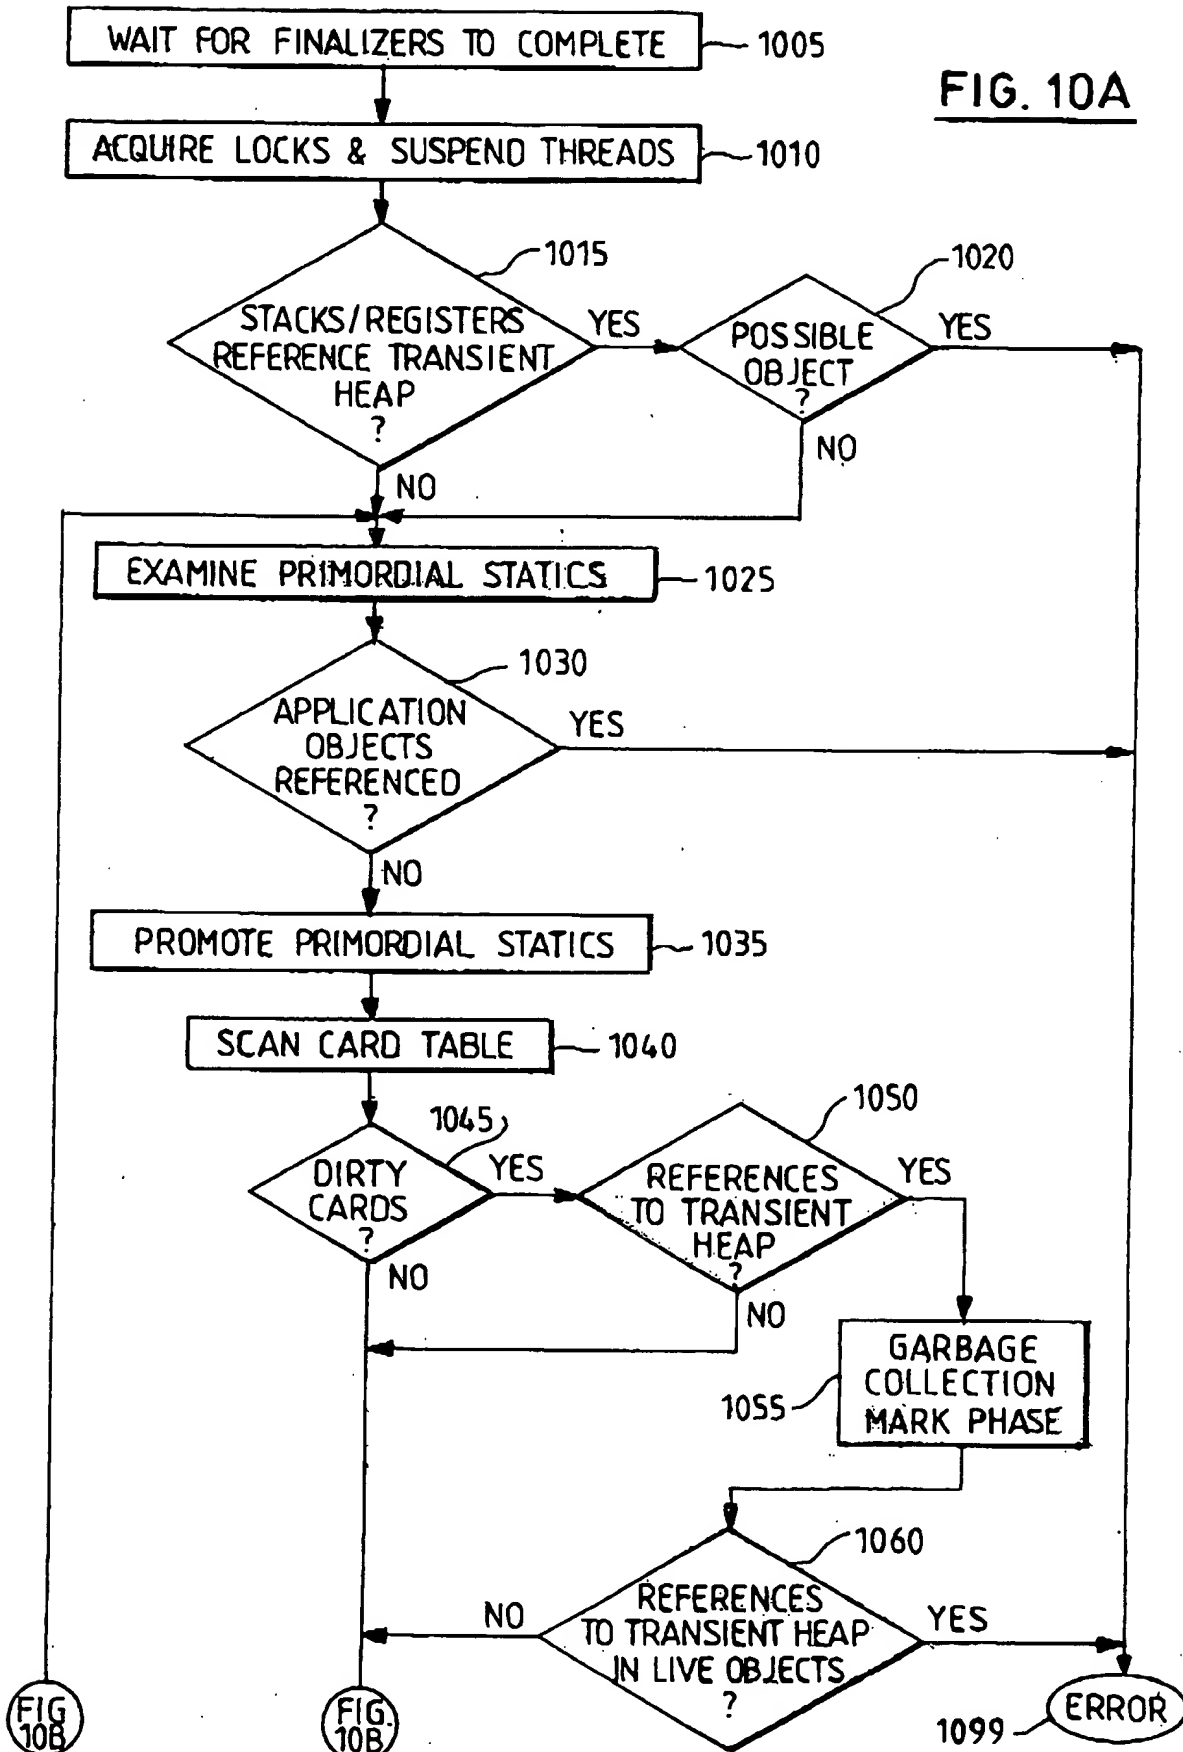 WAIT FOR FINALIZERS TO COMPLETE
1005
FIG. 10A
ACQUIRE LOCKS & SUSPEND THREADS
1010
1015
1020
STACKS/REGISTERS
REFERENCE TRANSIENT
HEAP
?
YES
POSSIBLE
OBJECT
?
YES
NO
NO
EXAMINE PRIMORDIAL STATICS
1025
1030
APPLICATION
OBJECTS
REFERENCED
?
YES
NO
PROMOTE PRIMORDIAL STATICS
1035
SCAN CARD TABLE
1040
1045
1050
DIRTY
CARDS
?
YES
REFERENCES
TO TRANSIENT
HEAP
?
YES
NO
NO
GARBAGE
COLLECTION
MARK PHASE
1055
1060
REFERENCES
TO TRANSIENT HEAP
IN LIVE OBJECTS
?
NO
YES
FIG
10B
FIG.
10B
ERROR
1099